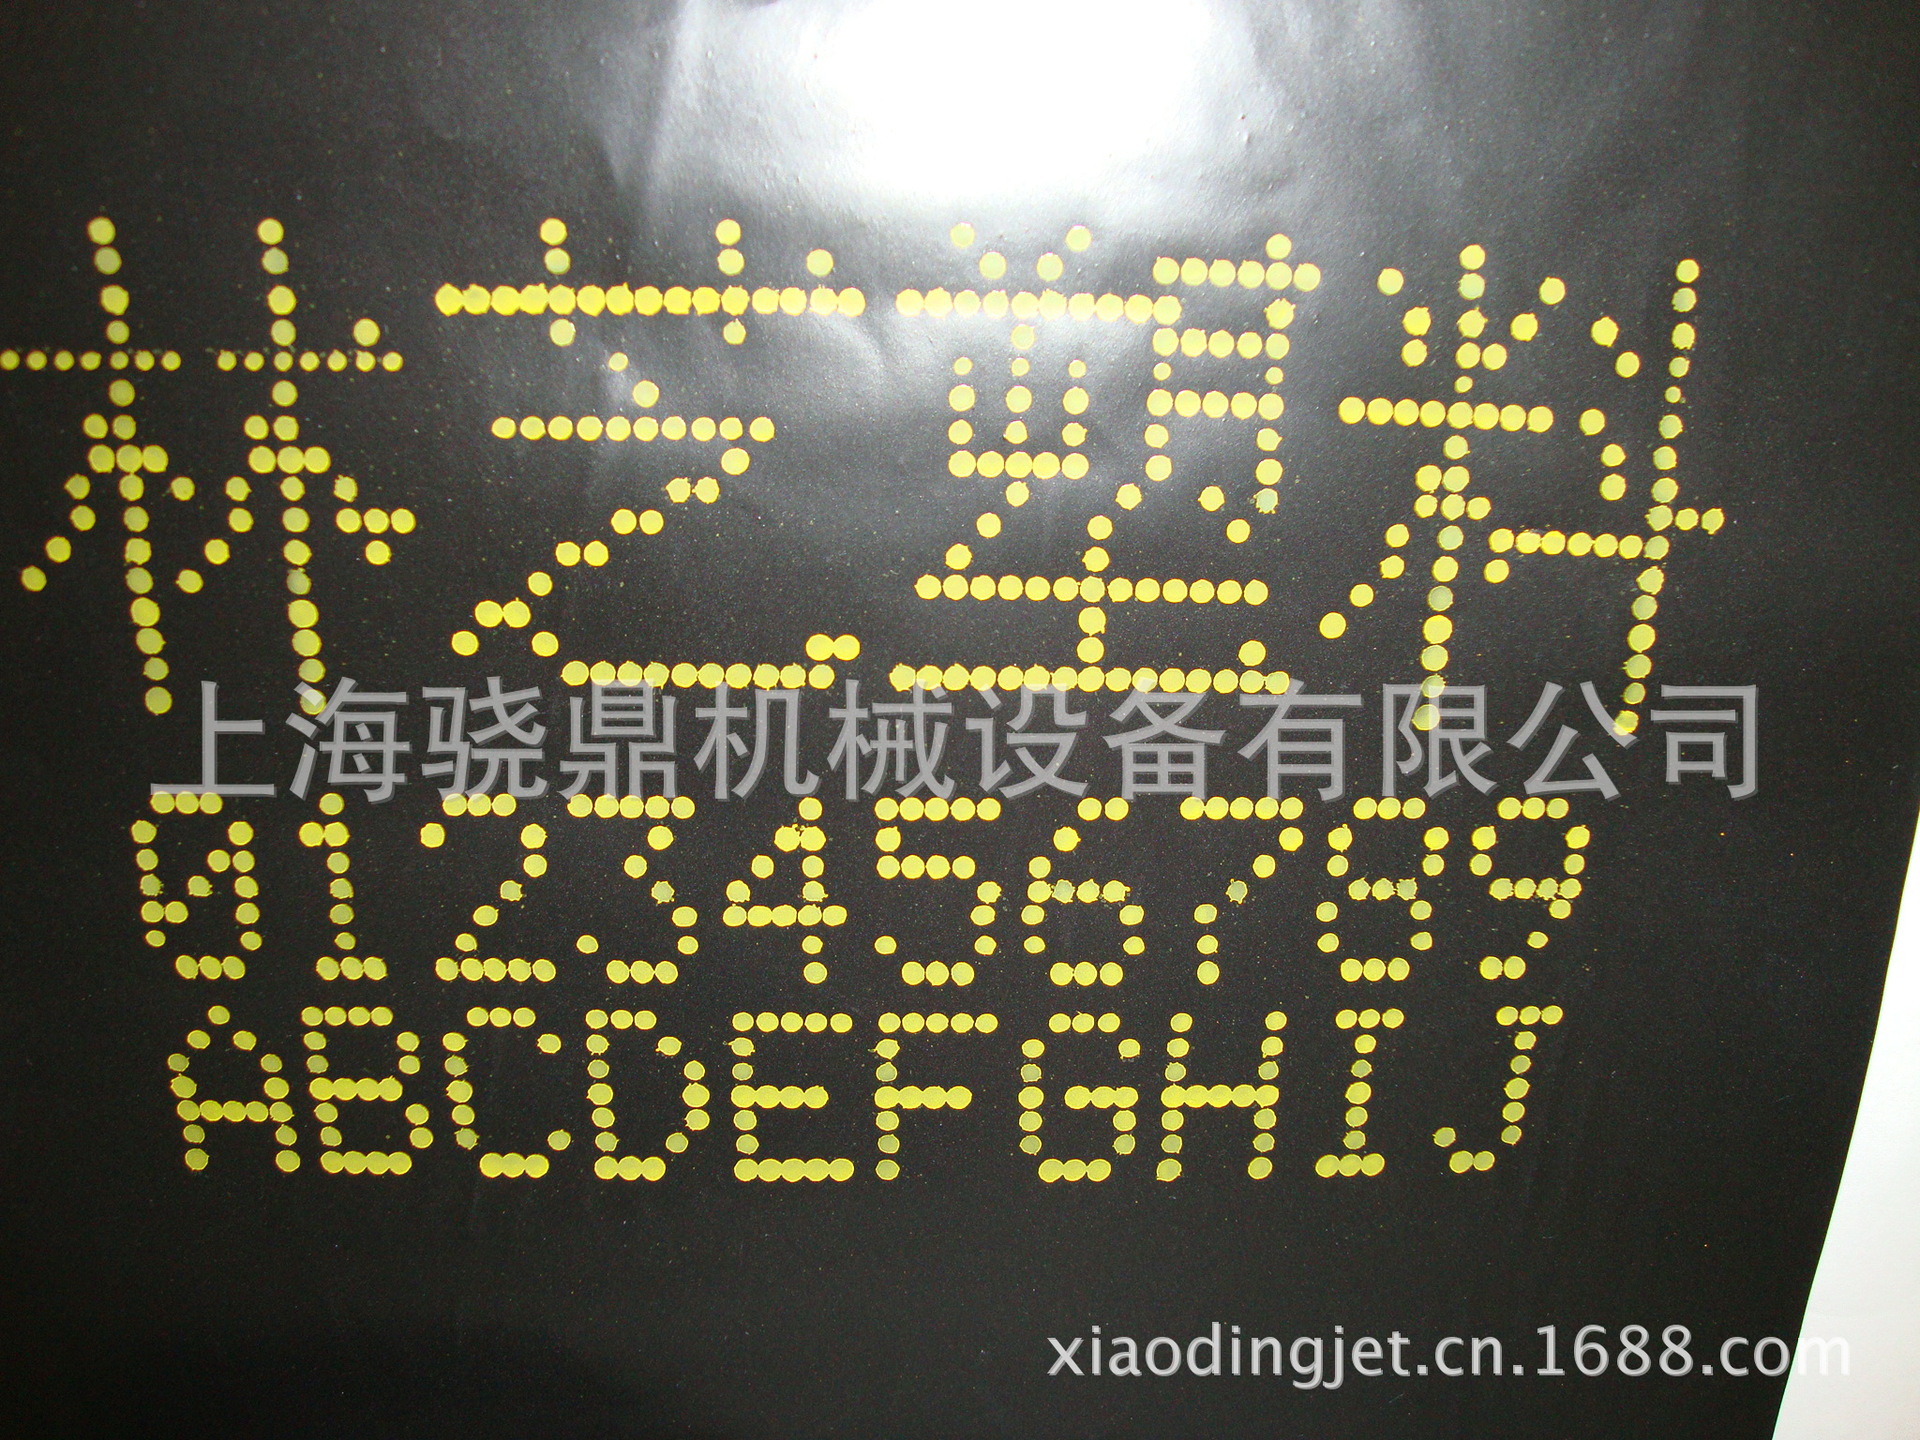 林艺塑料
上海骁鼎机械设备有限公司
0123456789
ABCDEFGHIJ
xiaodingjet.cn.1688.com